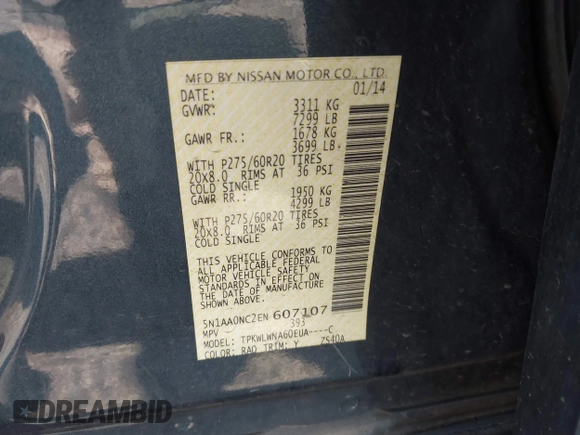 MFD BY NISSAN MOTOR CO., LTD.
DATE: 01/14
GVWR: 3311 KG
7299 LB
GAWR FR.: 1678 KG
3699 LB
WITH P275/60R20 TIRES
20X8.0 RIMS AT 36 PSI
COLD SINGLE
GAWR RR.: 1950 KG
4299 LB
WITH P275/60R20 TIRES
20X8.0 RIMS AT 36 PSI
COLD SINGLE
THIS VEHICLE CONFORMS TO
ALL APPLICABLE FEDERAL
MOTOR VEHICLE SAFETY
STANDARDS IN EFFECT ON
THE DATE OF MANUFACTURE
SHOWN ABOVE.
5N1AA0NC2EN 607107
MPV 393
MODEL: TPKWLWNA60EUA----C
COLOR: RAQ TRIM: Y ZS40A
DREAMBID